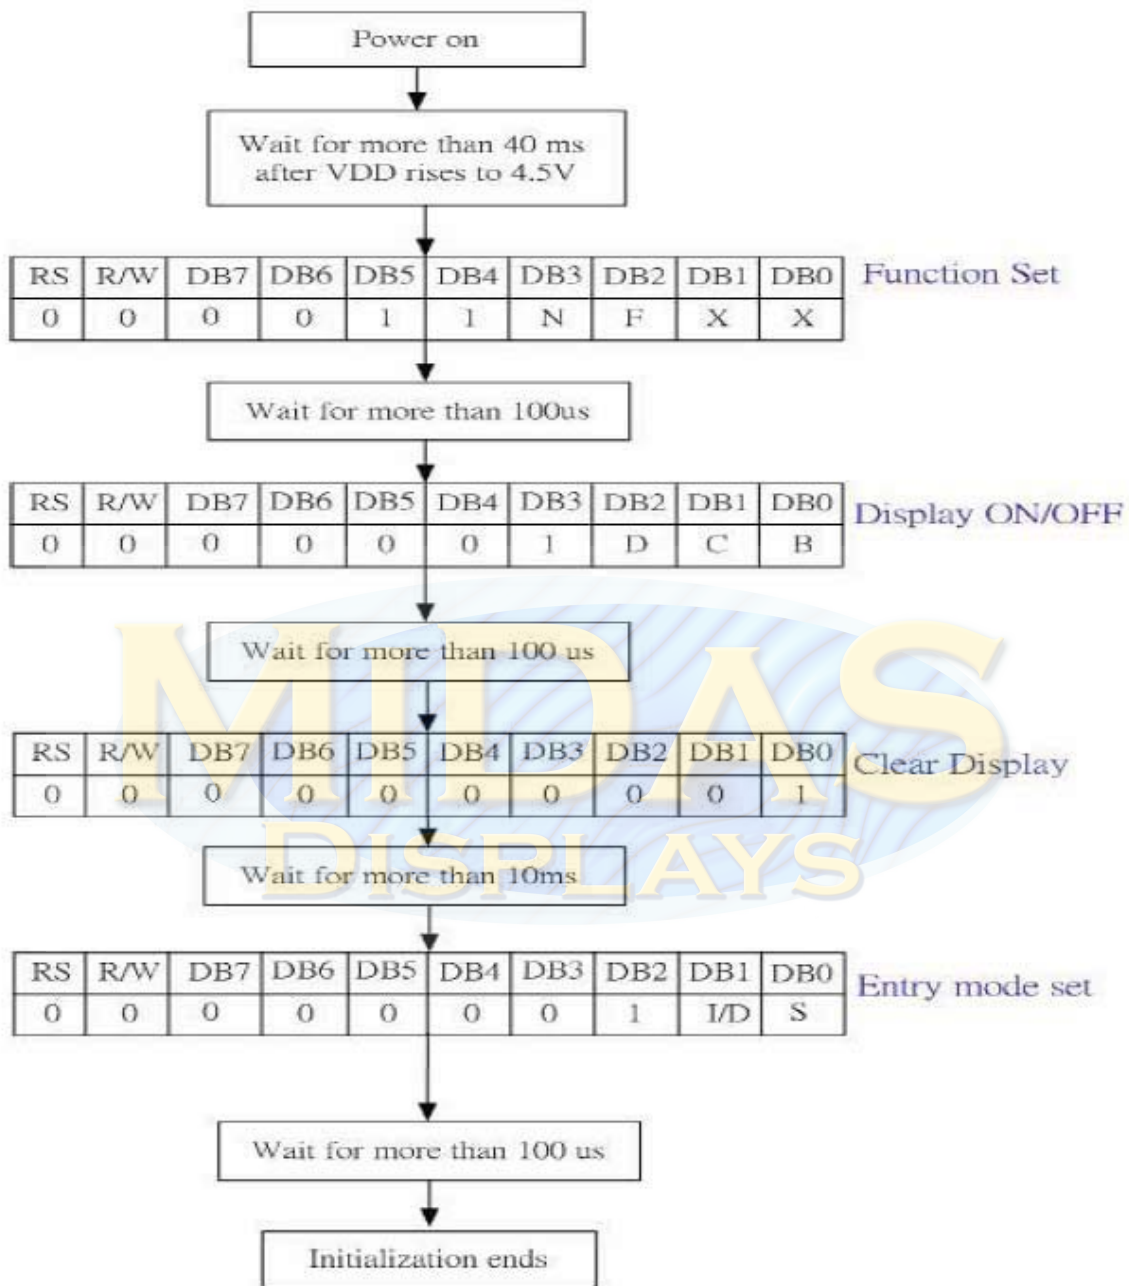 Power on
Wait for more than 40 ms
after VDD rises to 4.5V
RS R/W DB7 DB6 DB5 DB4 DB3 DB2 DB1 DB0
Function Set
0 0 0 0 1 1 N F X X
Wait for more than 100us
RS R/W DB7 DB6 DB5 DB4 DB3 DB2 DB1 DB0
Display ON/OFF
0 0 0 0 0 0 1 D C B
Wait for more than 100 us
MIDAS
RS R/W DB7 DB6 DB5 DB4 DB3 DB2 DB1 DB0
Clear Display
0 0 0 0 0 0 0 0 0 1
DISPLAYS
Wait for more than 10ms
RS R/W DB7 DB6 DB5 DB4 DB3 DB2 DB1 DB0
Entry mode set
0 0 0 0 0 0 0 1 I/D S
Wait for more than 100 us
Initialization ends